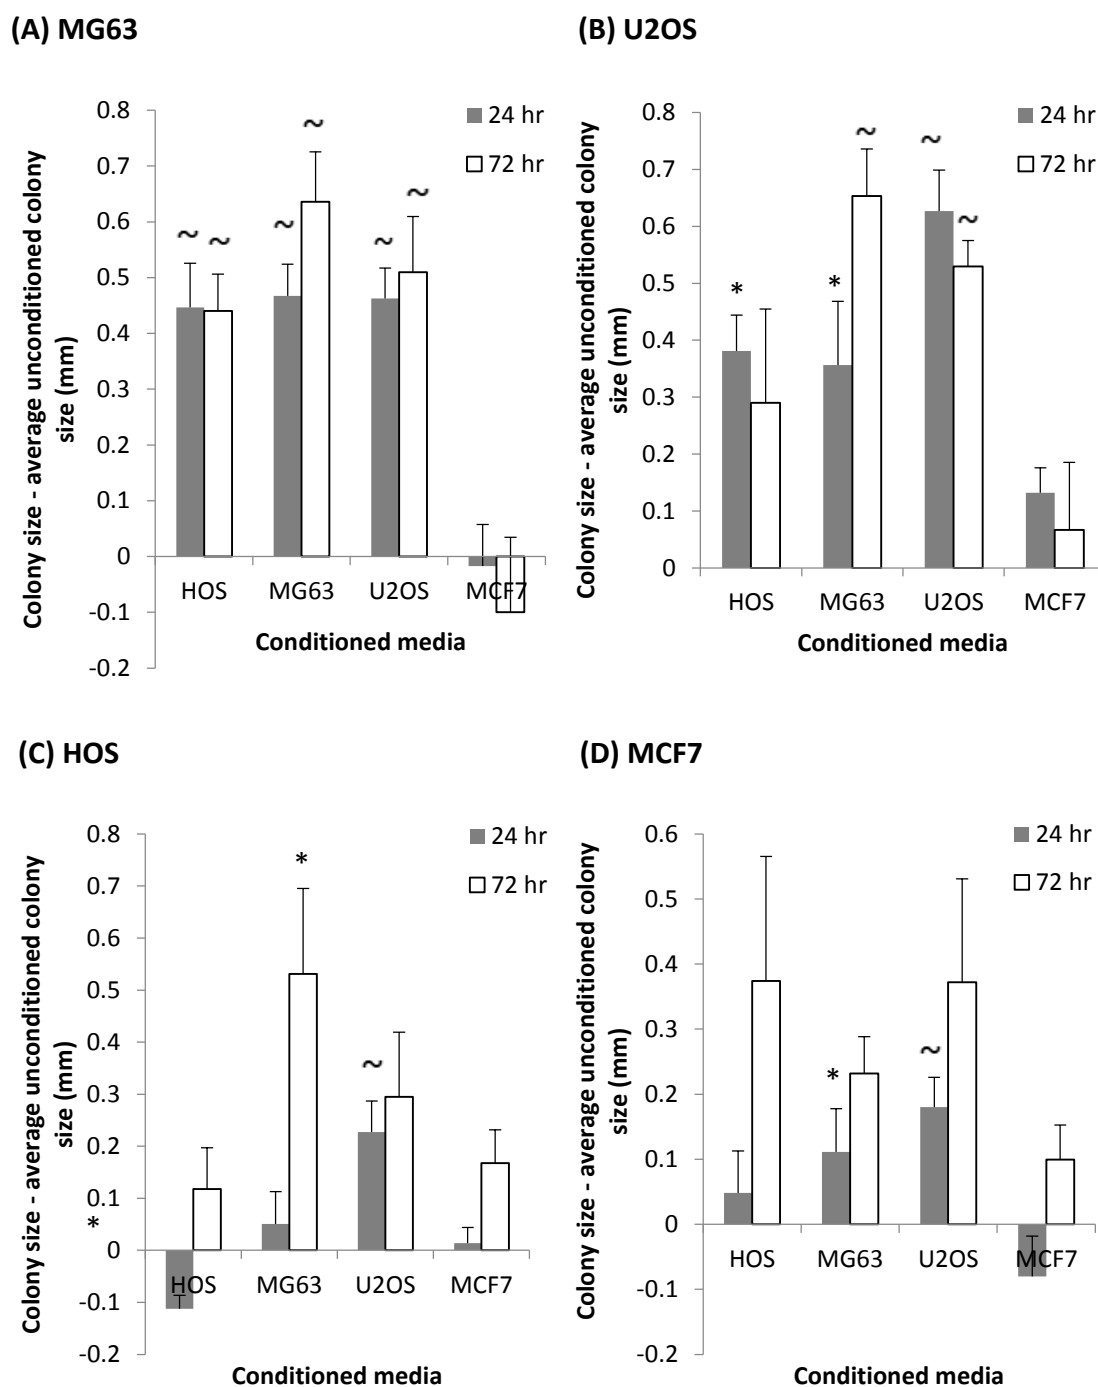 (A) MG63
0.8
0.7
0.6
0.5
0.4
0.3
0.2
0.1
0
-0.1
-0.2
Colony size - average unconditioned colony
size (mm)
24 hr
72 hr
~ ~ ~ ~ ~ ~
HOS MG63 U2OS MCF7
Conditioned media
(B) U2OS
0.8
0.7
0.6
0.5
0.4
0.3
0.2
0.1
0
Colony size - average unconditioned colony
size (mm)
24 hr
72 hr
* * ~ ~ ~
HOS MG63 U2OS MCF7
Conditioned media
(C) HOS
0.8
0.7
0.6
0.5
0.4
0.3
0.2
0.1
0
-0.1
-0.2
Colony size - average unconditioned colony
size (mm)
24 hr
72 hr
* * ~
HOS MG63 U2OS MCF7
Conditioned media
(D) MCF7
0.6
0.5
0.4
0.3
0.2
0.1
0
-0.1
-0.2
Colony size - average unconditioned colony
size (mm)
24 hr
72 hr
* ~
HOS MG63 U2OS MCF7
Conditioned media